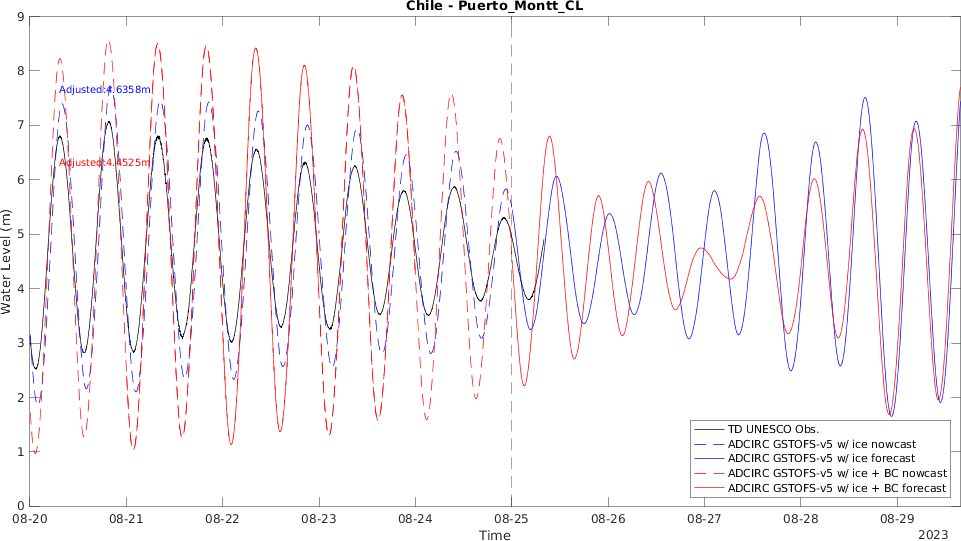 Chile - Puerto_Montt_CL
Water Level (m)
9
8
7
6
5
4
3
2
1
0
Adjusted:4.6358m
Adjusted:4.4525m
TD UNESCO Obs.
ADCIRC GSTOFS-v5 w/ ice nowcast
ADCIRC GSTOFS-v5 w/ ice forecast
ADCIRC GSTOFS-v5 w/ ice + BC nowcast
ADCIRC GSTOFS-v5 w/ ice + BC forecast
08-20 08-21 08-22 08-23 08-24 08-25 08-26 08-27 08-28 08-29
Time
2023